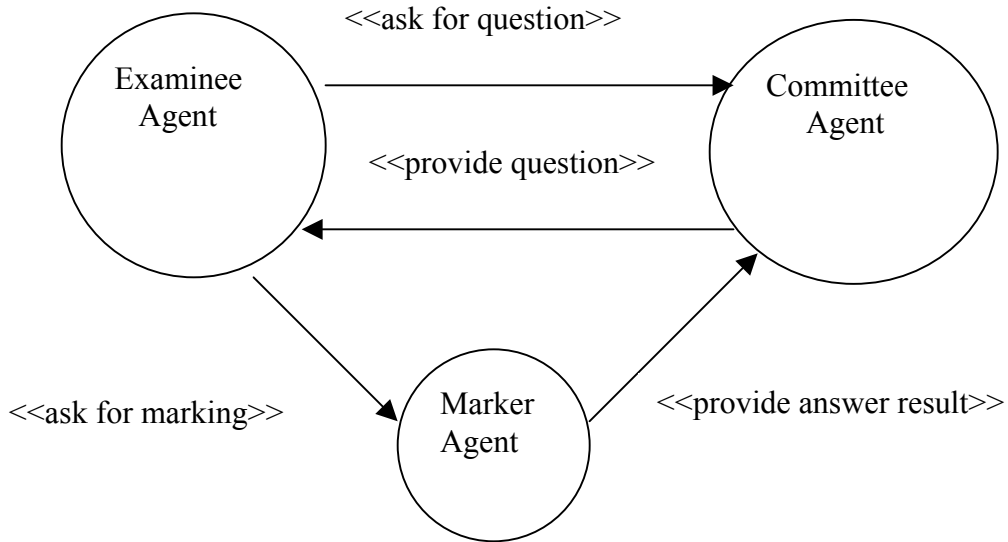 <<ask for question>>
Examinee
Agent
Committee
Agent
<<provide question>>
<<ask for marking>>
Marker
Agent
<<provide answer result>>